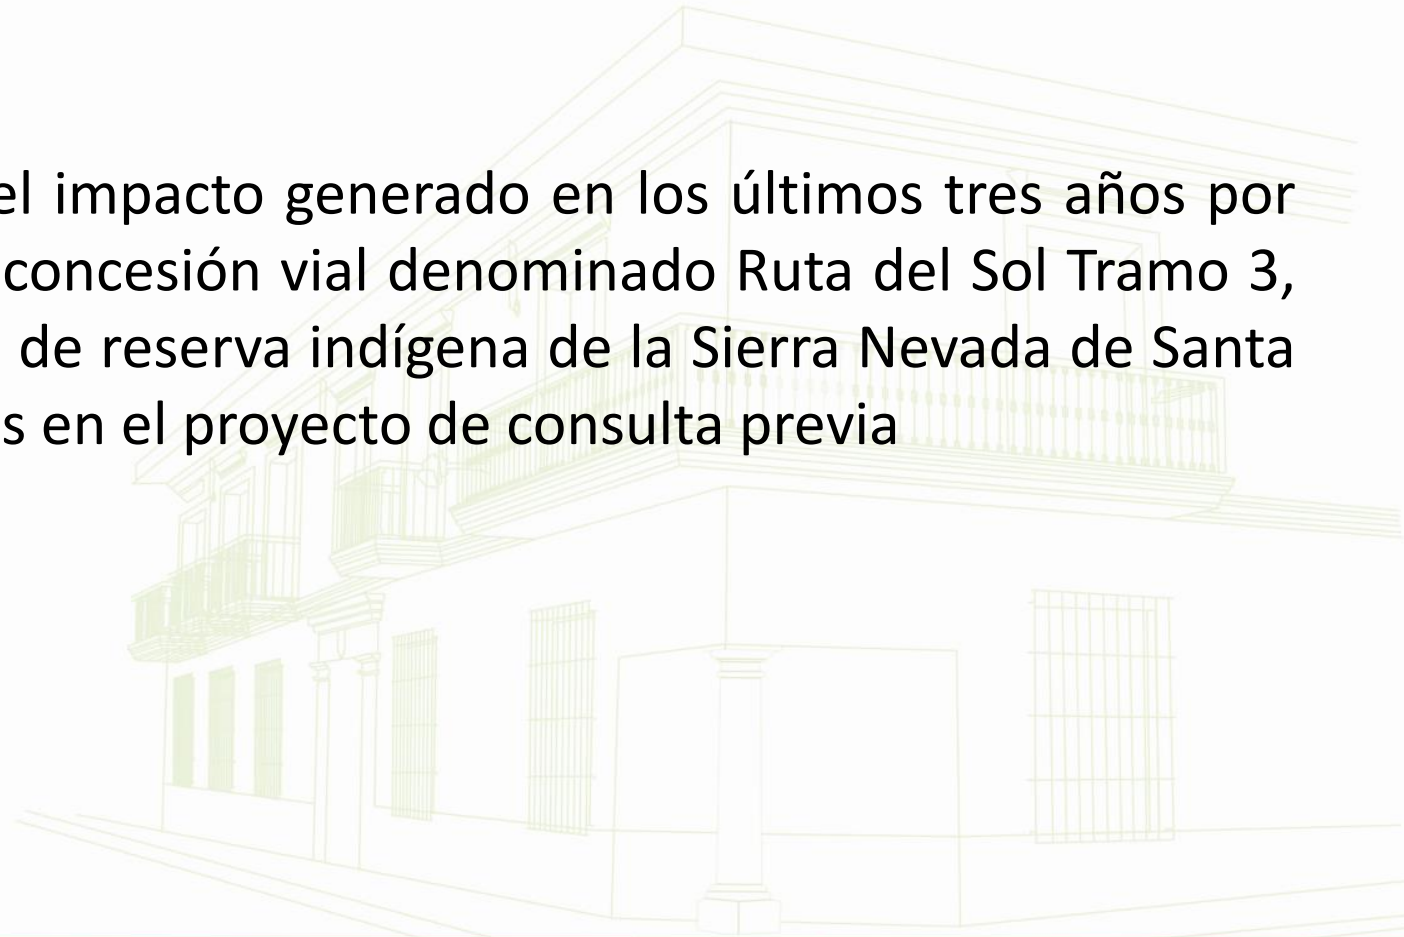 el impacto generado en los últimos tres años por
concesión vial denominado Ruta del Sol Tramo 3,
de reserva indígena de la Sierra Nevada de Santa
s en el proyecto de consulta previa